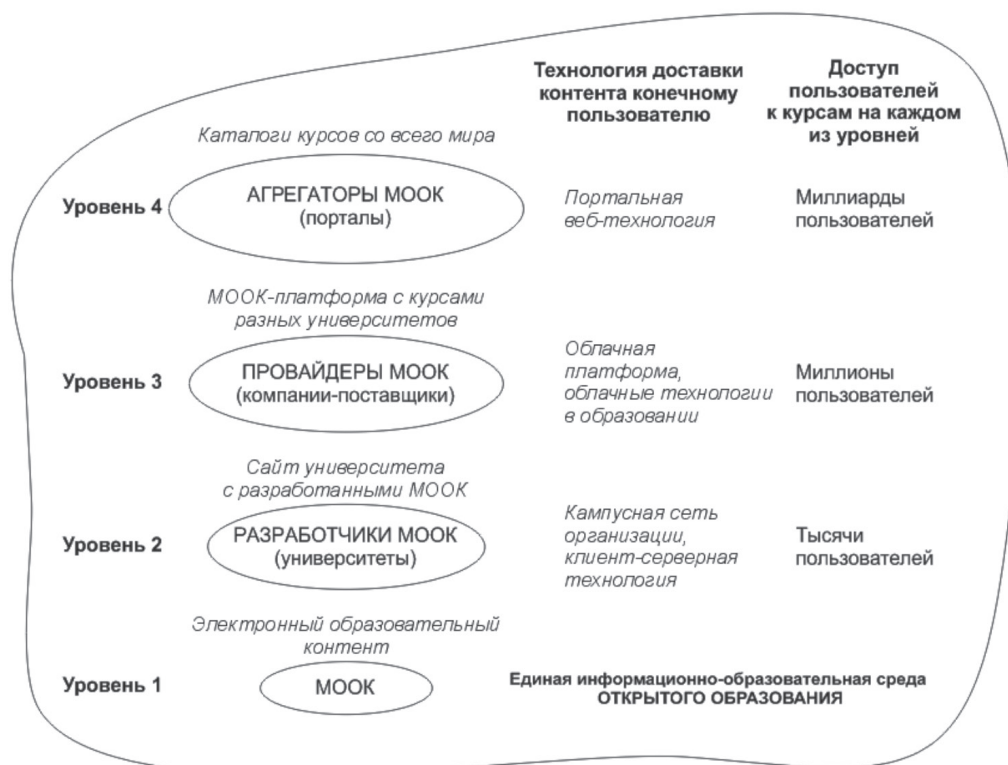 Технология доставки
контента конечному
пользователю
Доступ
пользователей
к курсам на каждом
из уровней
Каталоги курсов со всего мира
Уровень 4
АГРЕГАТОРЫ МООК
(порталы)
Портальная
веб-технология
Миллиарды
пользователей
МООК-платформа с курсами
разных университетов
Уровень 3
ПРОВАЙДЕРЫ МООК
(компании-поставщики)
Облачная
платформа,
облачные технологии
в образовании
Миллионы
пользователей
Сайт университета
с разработанными МООК
Уровень 2
РАЗРАБОТЧИКИ МООК
(университеты)
Кампусная сеть
организации,
клиент-серверная
технология
Тысячи
пользователей
Электронный образовательный
контент
Уровень 1
МООК
Единая информационно-образовательная среда
ОТКРЫТОГО ОБРАЗОВАНИЯ